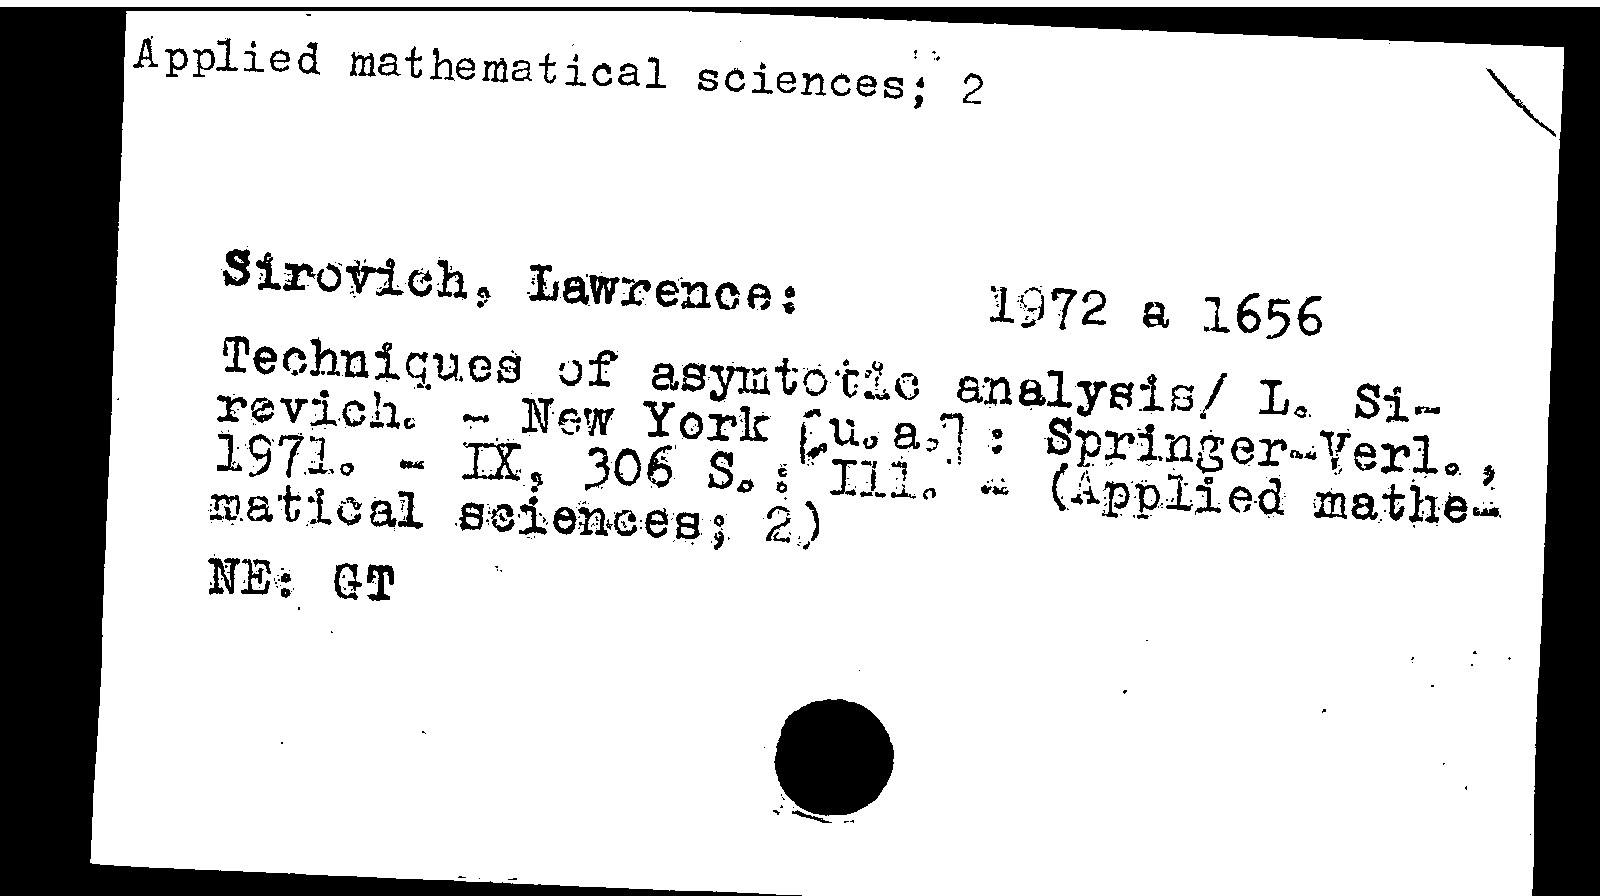 Applied mathematical sciences; 2
Sirovich, Lawrence: 1972 a 1656
Techniques of asymtotic analysis/ L. Si-
revich. - New York [u.a.]: Springer-Verl.,
1971. - IX, 306 S.: Ill. - (Applied mathe-
matical sciences; 2)
NE: GT